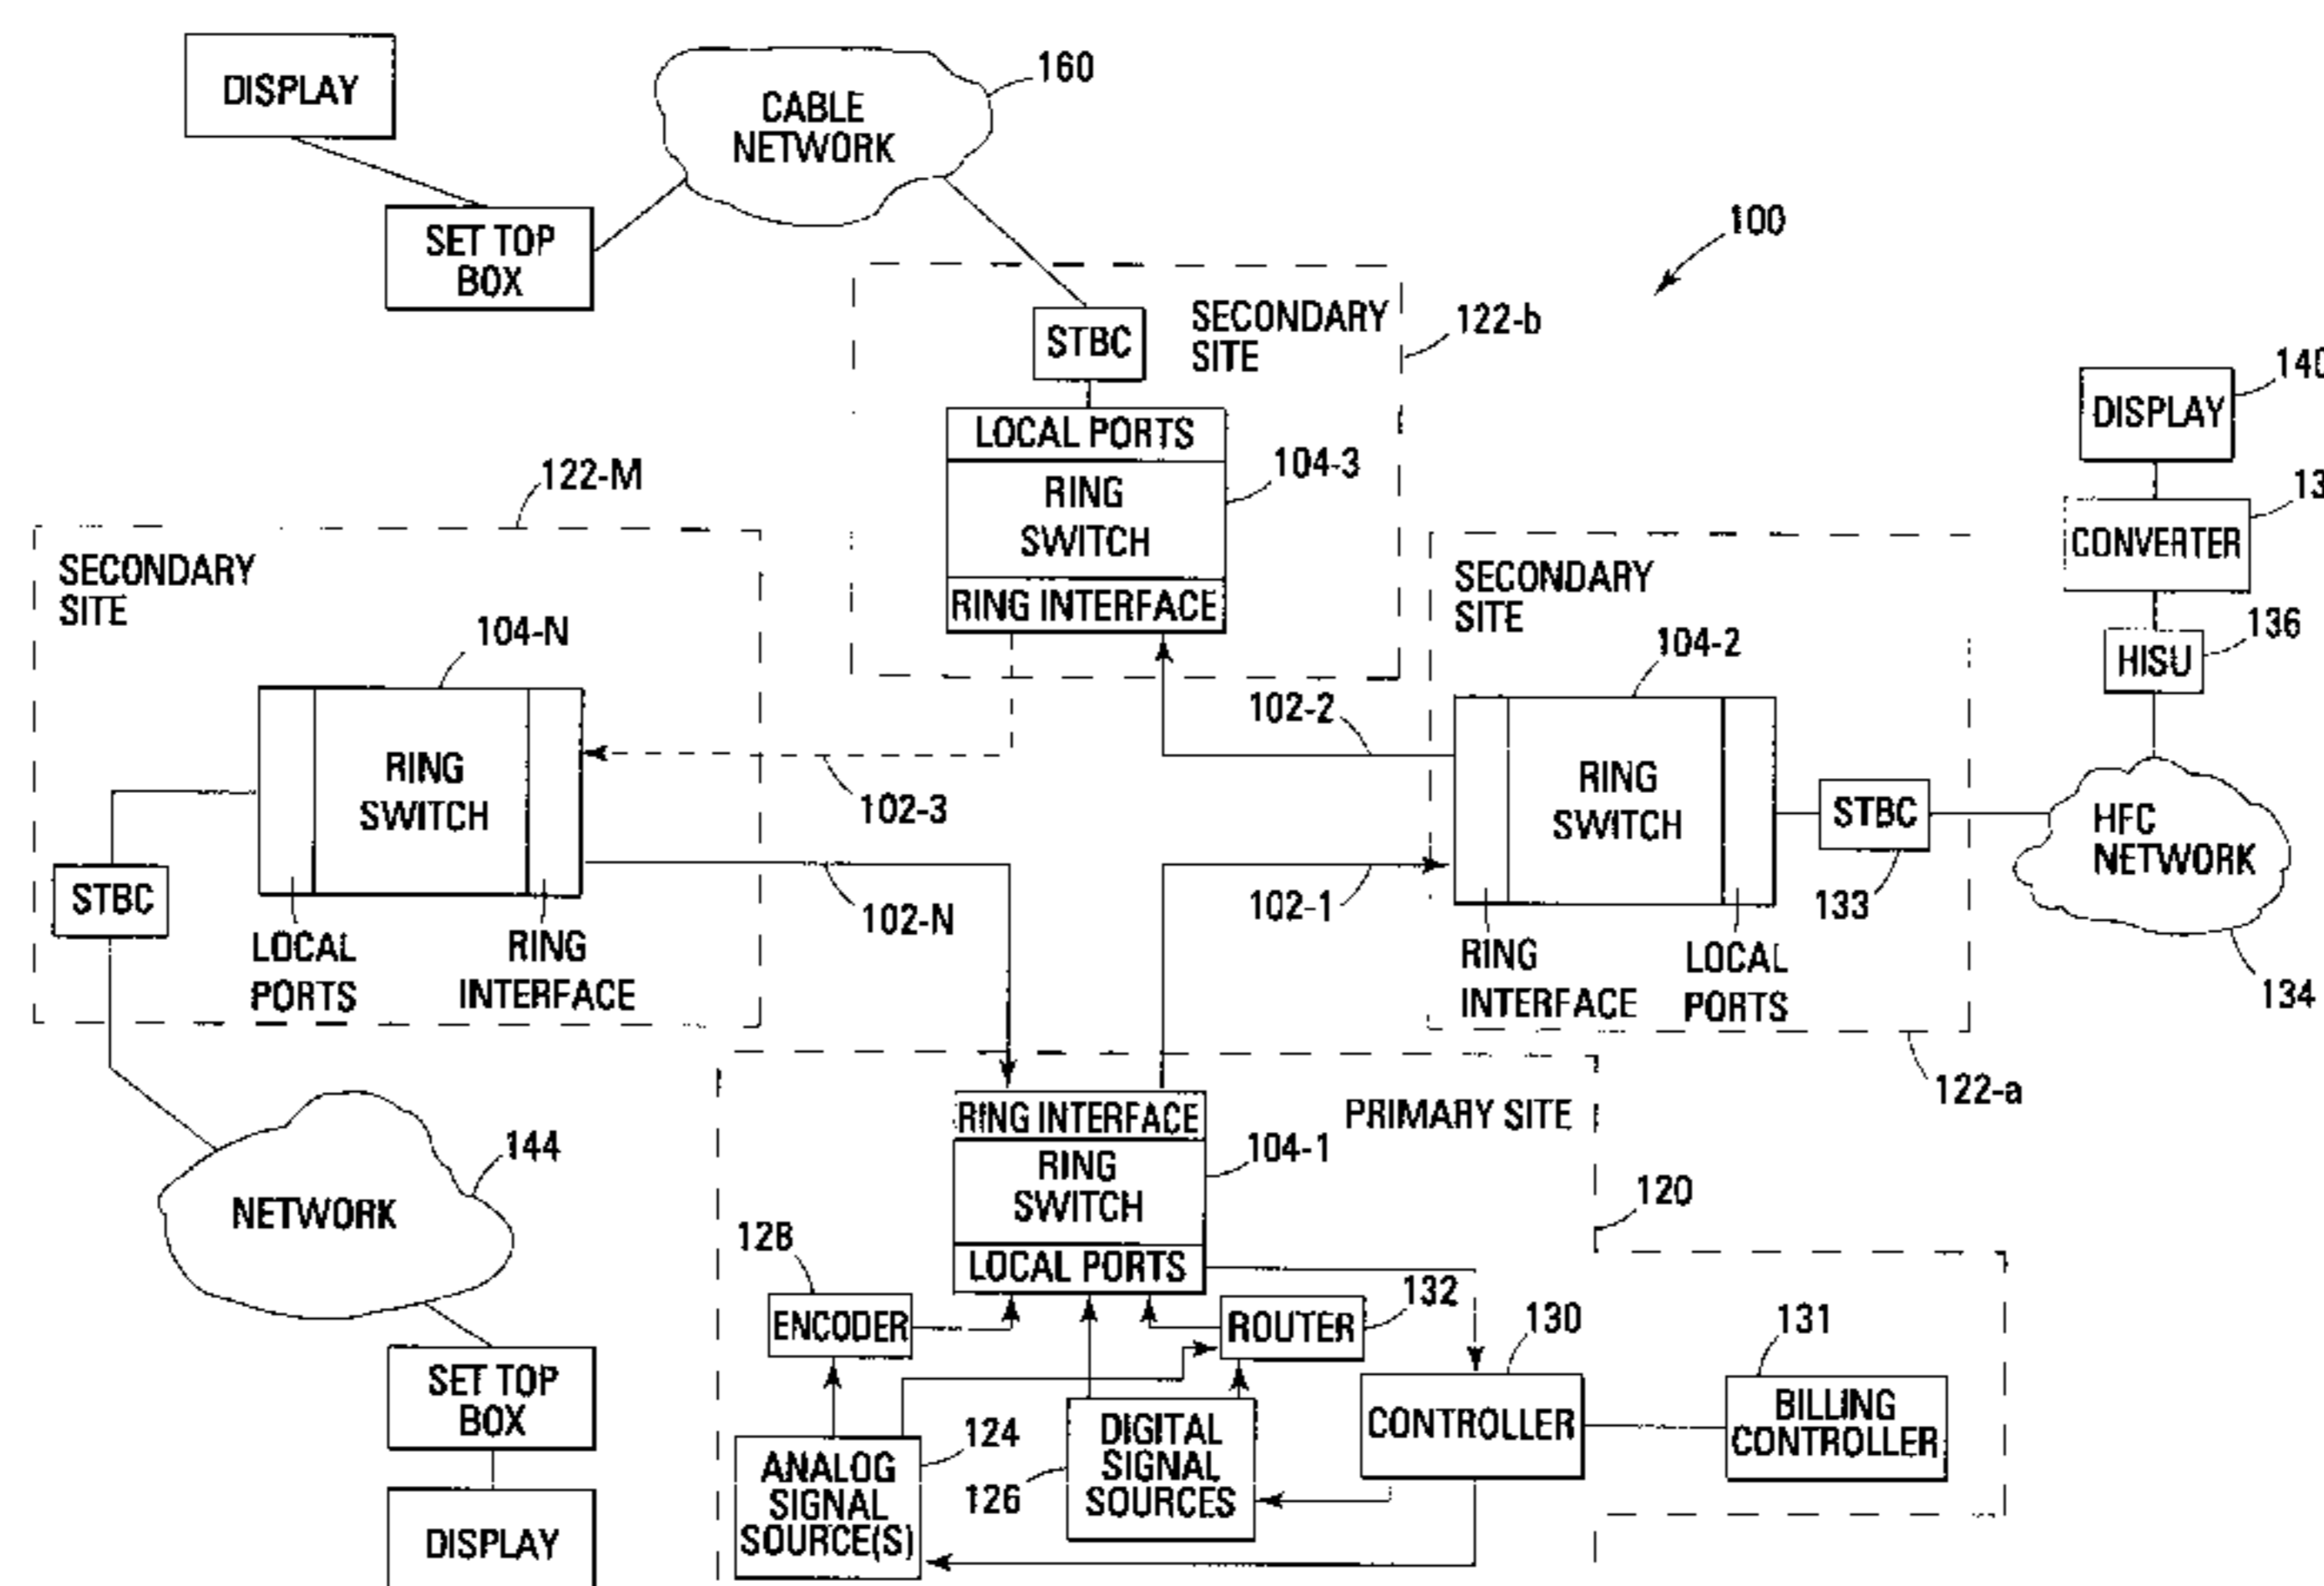 DISPLAY
CABLE
NETWORK
160
SET TOP
BOX
100
STBC
SECONDARY
SITE
122-b
LOCAL PORTS
RING
SWITCH
RING INTERFACE
104-3
140
DISPLAY
CONVERTER
136
HISU
122-M
SECONDARY
SITE
104-N
RING
SWITCH
STBC
LOCAL
PORTS
RING
INTERFACE
102-2
102-3
102-N
102-1
SECONDARY
SITE
104-2
RING
SWITCH
STBC
133
RING
INTERFACE
LOCAL
PORTS
HFC
NETWORK
134
122-a
PRIMARY SITE
RING INTERFACE
RING
SWITCH
LOCAL PORTS
104-1
120
144
NETWORK
SET TOP
BOX
DISPLAY
128
ENCODER
132
ROUTER
130
CONTROLLER
131
BILLING
CONTROLLER
124
ANALOG
SIGNAL
SOURCE(S)
126
DIGITAL
SIGNAL
SOURCES